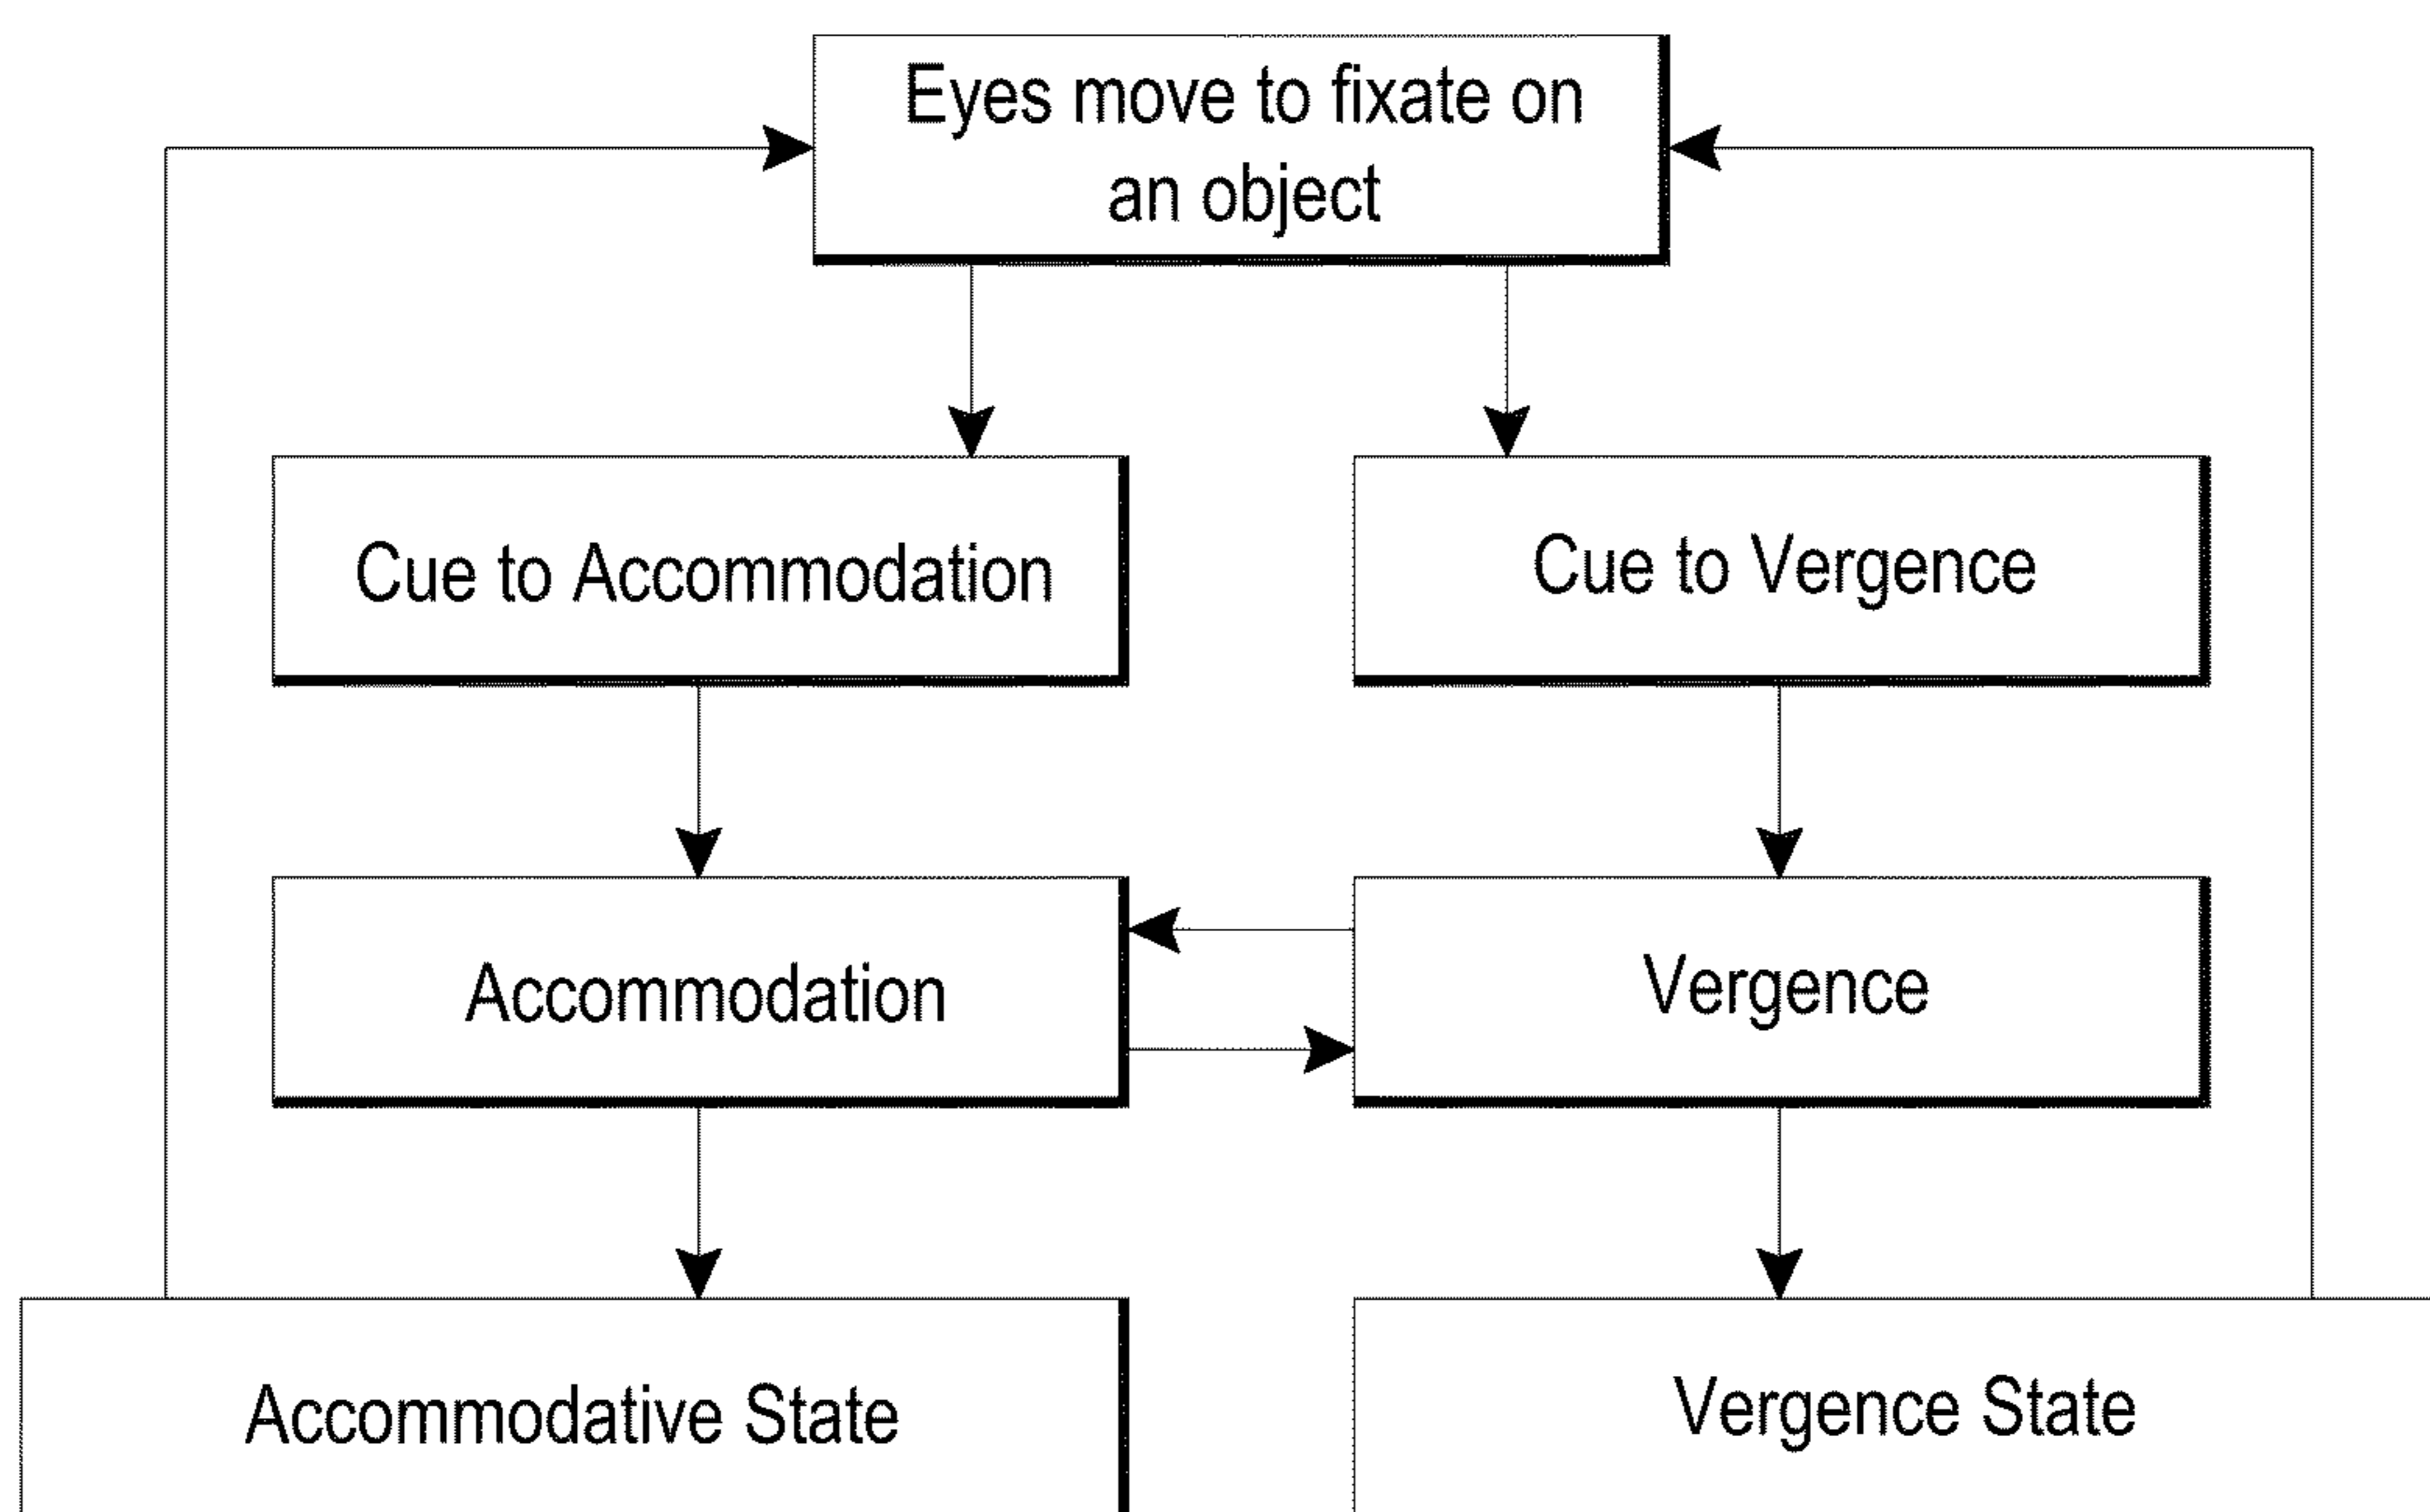 Eyes move to fixate on
an object
Cue to Accommodation
Cue to Vergence
Accommodation
Vergence
Accommodative State
Vergence State